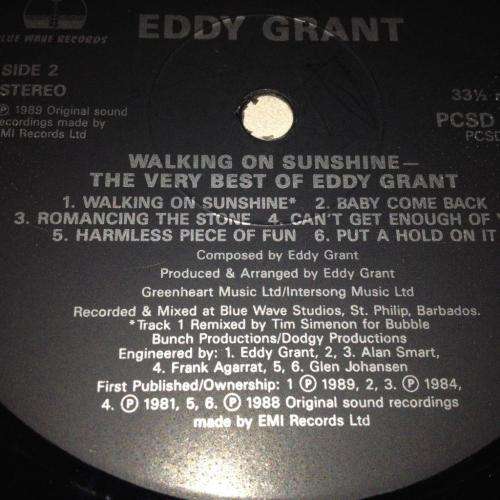 EDDY GRANT
BLUE WAVE RECORDS
SIDE 2
STEREO
33⅓
℗ 1989 Original sound
recordings made by
EMI Records Ltd
PCSD
PCSD
WALKING ON SUNSHINE—
THE VERY BEST OF EDDY GRANT
1. WALKING ON SUNSHINE* 2. BABY COME BACK
3. ROMANCING THE STONE 4. CAN'T GET ENOUGH OF
5. HARMLESS PIECE OF FUN 6. PUT A HOLD ON IT
Composed by Eddy Grant
Produced & Arranged by Eddy Grant
Greenheart Music Ltd/Intersong Music Ltd
Recorded & Mixed at Blue Wave Studios, St. Philip, Barbados.
*Track 1 Remixed by Tim Simenon for Bubble
Bunch Productions/Dodgy Productions
Engineered by: 1. Eddy Grant, 2, 3. Alan Smart,
4. Frank Agarrat, 5, 6. Glen Johansen
First Published/Ownership: 1 ℗ 1989, 2, 3. ℗ 1984,
4. ℗ 1981, 5, 6. ℗ 1988 Original sound recordings
made by EMI Records Ltd